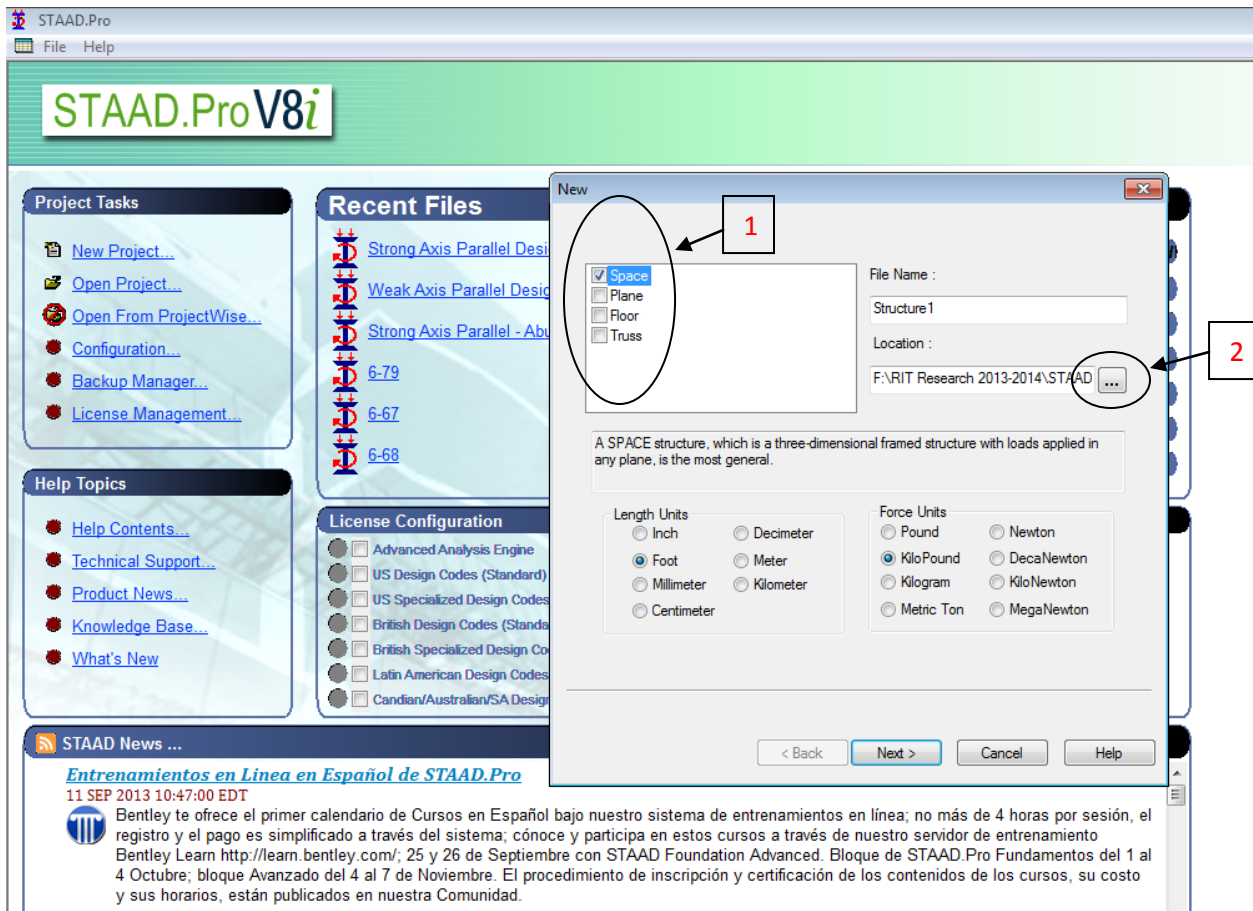 STAAD.Pro
File Help
STAAD.Pro V8i
Project Tasks
New Project...
Open Project...
Open From ProjectWise...
Configuration...
Backup Manager...
License Management...
Help Topics
Help Contents...
Technical Support...
Product News...
Knowledge Base...
What's New
Recent Files
Strong Axis Parallel Desi
Weak Axis Parallel Desig
Strong Axis Parallel - Abu
6-79
6-67
6-68
License Configuration
Advanced Analysis Engine
US Design Codes (Standard)
US Specialized Design Codes
British Design Codes (Standa
British Specialized Design Co
Latin American Design Codes
Candian/Australian/SA Design
New
1
Space
Plane
Floor
Truss
File Name :
Structure1
Location :
F:\RIT Research 2013-2014\STAAD
...
2
A SPACE structure, which is a three-dimensional framed structure with loads applied in
any plane, is the most general.
Length Units
Inch
Decimeter
Foot
Meter
Millimeter
Kilometer
Centimeter
Force Units
Pound
Newton
KiloPound
DecaNewton
Kilogram
KiloNewton
Metric Ton
MegaNewton
< Back
Next >
Cancel
Help
STAAD News ...
Entrenamientos en Linea en Español de STAAD.Pro
11 SEP 2013 10:47:00 EDT
Bentley te ofrece el primer calendario de Cursos en Español bajo nuestro sistema de entrenamientos en línea; no más de 4 horas por sesión, el
registro y el pago es simplificado a través del sistema; cónoce y participa en estos cursos a través de nuestro servidor de entrenamiento
Bentley Learn http://learn.bentley.com/; 25 y 26 de Septiembre con STAAD Foundation Advanced. Bloque de STAAD.Pro Fundamentos del 1 al
4 Octubre; bloque Avanzado del 4 al 7 de Noviembre. El procedimiento de inscripción y certificación de los contenidos de los cursos, su costo
y sus horarios, están publicados en nuestra Comunidad.